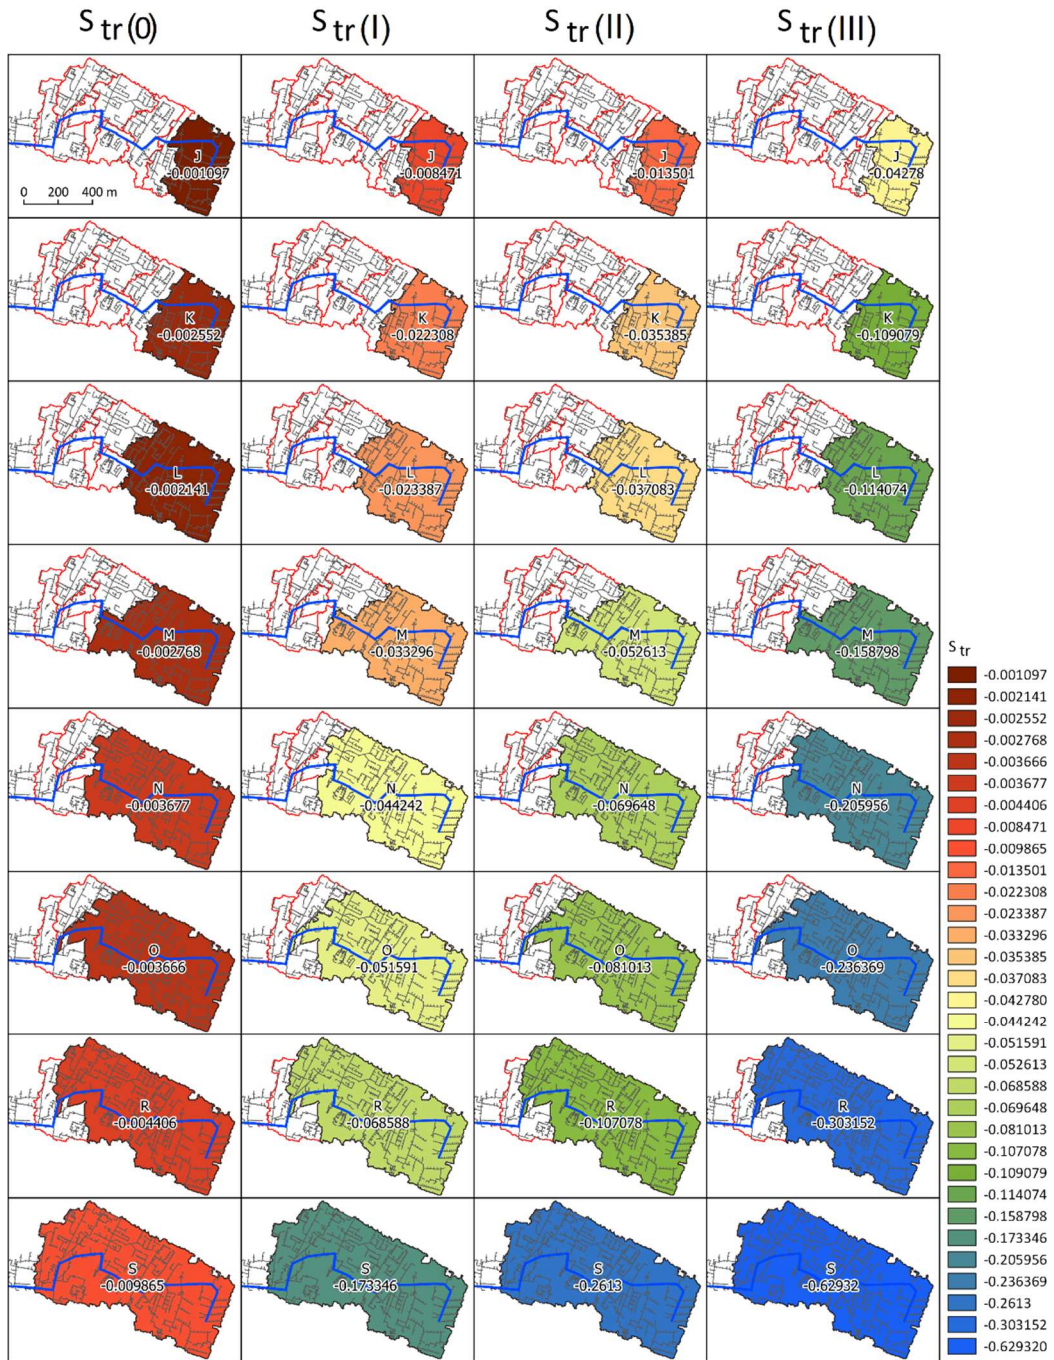 S tr(0) S tr(I) S tr(II) S tr(III)
J J J J
-0.001097 -0.008471 -0.013501 -0.04278
0 200 400 m
K K K K
-0.002552 -0.022308 -0.035385 -0.109079
L L L L
-0.002141 -0.023387 -0.037083 -0.114074
M M M M
-0.002768 -0.033296 -0.052613 -0.158798
N N N N
-0.003677 -0.044242 -0.069648 -0.205956
O O O O
-0.003666 -0.051591 -0.081013 -0.236369
R R R R
-0.004406 -0.068588 -0.107078 -0.303152
S S S S
-0.009865 -0.173346 -0.2613 -0.62932
S tr
-0.001097
-0.002141
-0.002552
-0.002768
-0.003666
-0.003677
-0.004406
-0.008471
-0.009865
-0.013501
-0.022308
-0.023387
-0.033296
-0.035385
-0.037083
-0.042780
-0.044242
-0.051591
-0.052613
-0.068588
-0.069648
-0.081013
-0.107078
-0.109079
-0.114074
-0.158798
-0.173346
-0.205956
-0.236369
-0.2613
-0.303152
-0.629320